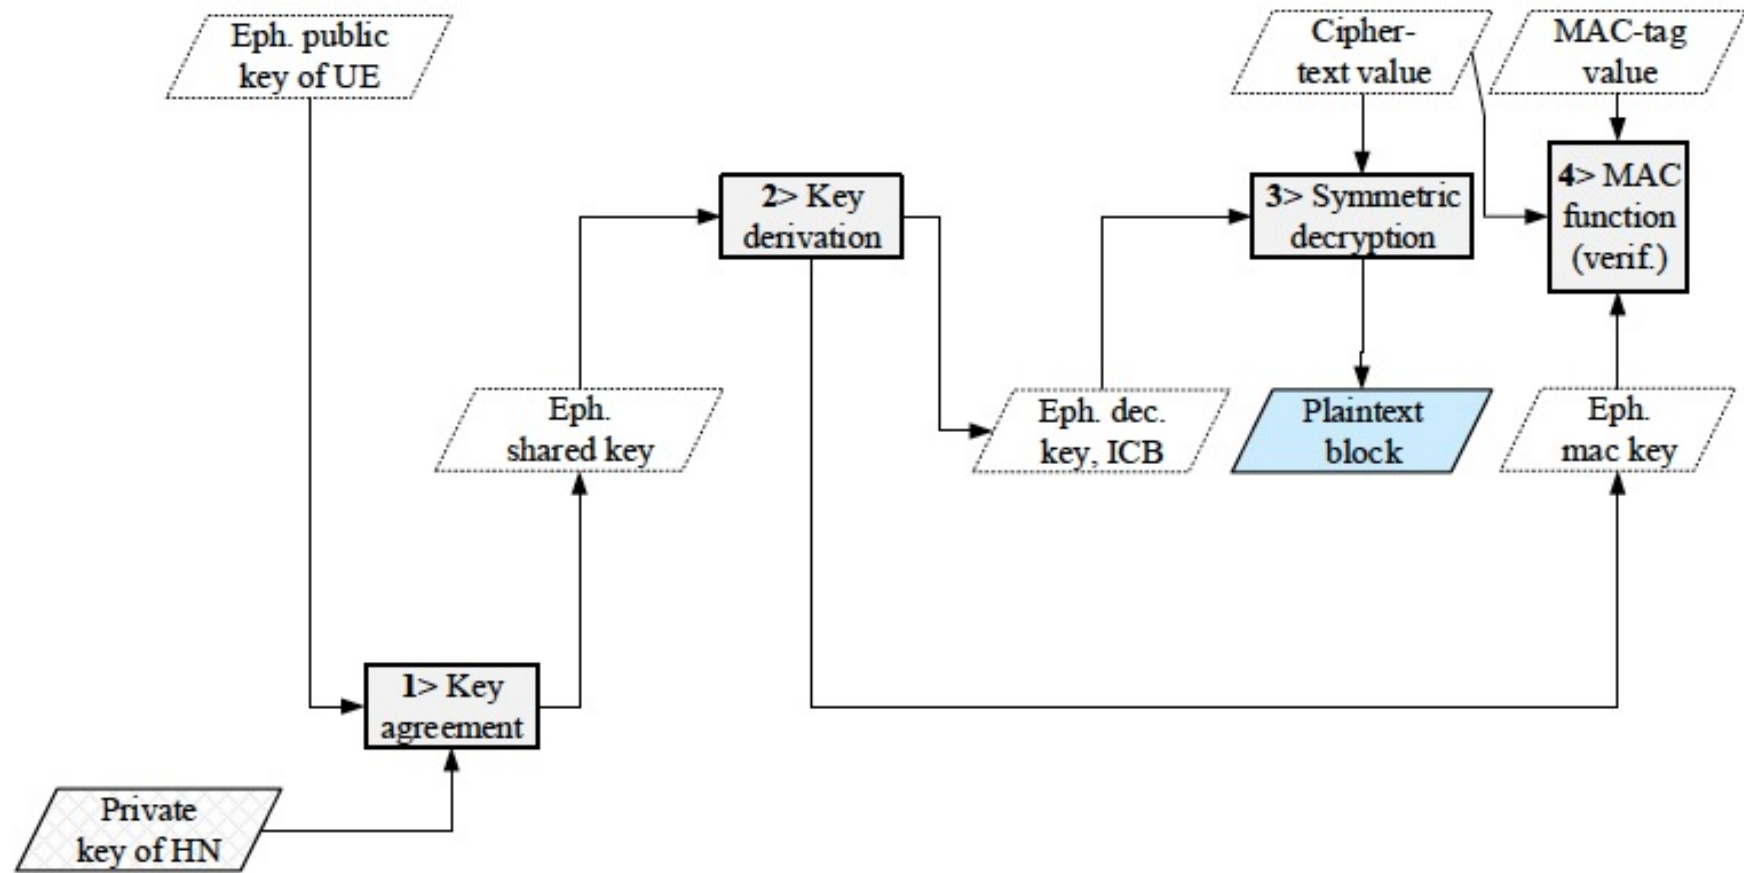 Eph. public
key of UE
Cipher-
text value
MAC-tag
value
2> Key
derivation
3> Symmetric
decryption
4> MAC
function
(verif.)
Eph.
shared key
Eph. dec.
key, ICB
Plaintext
block
Eph.
mac key
1> Key
agreement
Private
key of HN